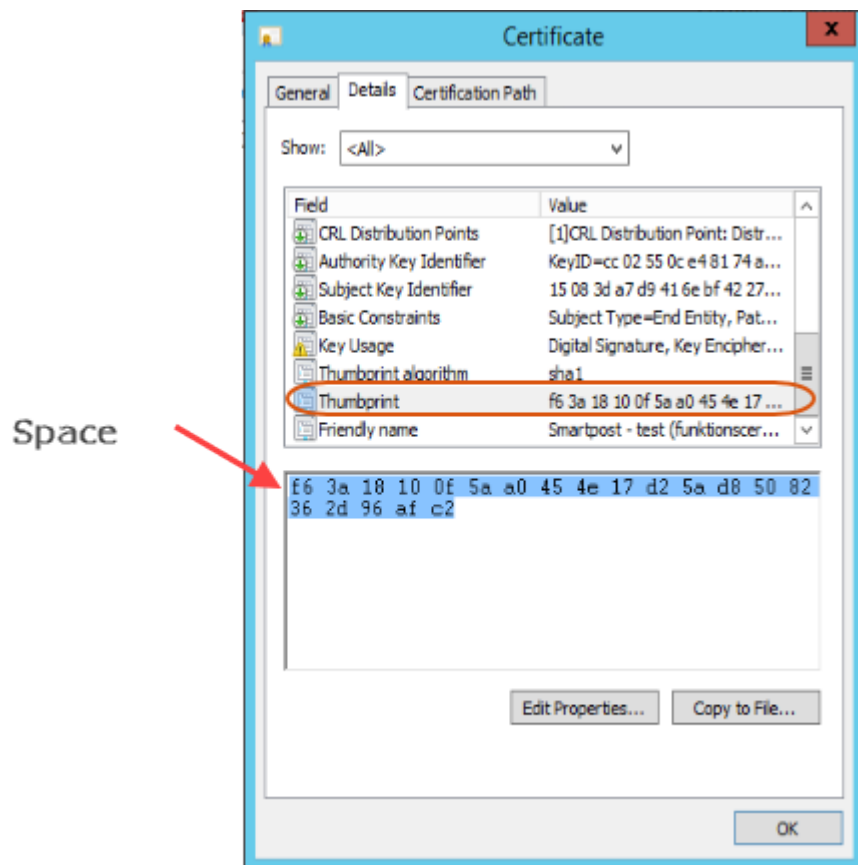 Certificate
x
General Details Certification Path
Show: <All>
Field Value
CRL Distribution Points [1]CRL Distribution Point: Distr...
Authority Key Identifier KeyID=cc 02 55 0c e4 81 74 a...
Subject Key Identifier 15 08 3d a7 d9 41 6e bf 42 27...
Basic Constraints Subject Type=End Entity, Pat...
Key Usage Digital Signature, Key Encipher...
Thumbprint algorithm sha1
Thumbprint f6 3a 18 10 0f 5a a0 45 4e 17 ...
Friendly name Smartpost - test (funktionscer...
Space
f6 3a 18 10 0f 5a a0 45 4e 17 d2 5a d8 50 82
36 2d 96 af c2
Edit Properties... Copy to File...
OK